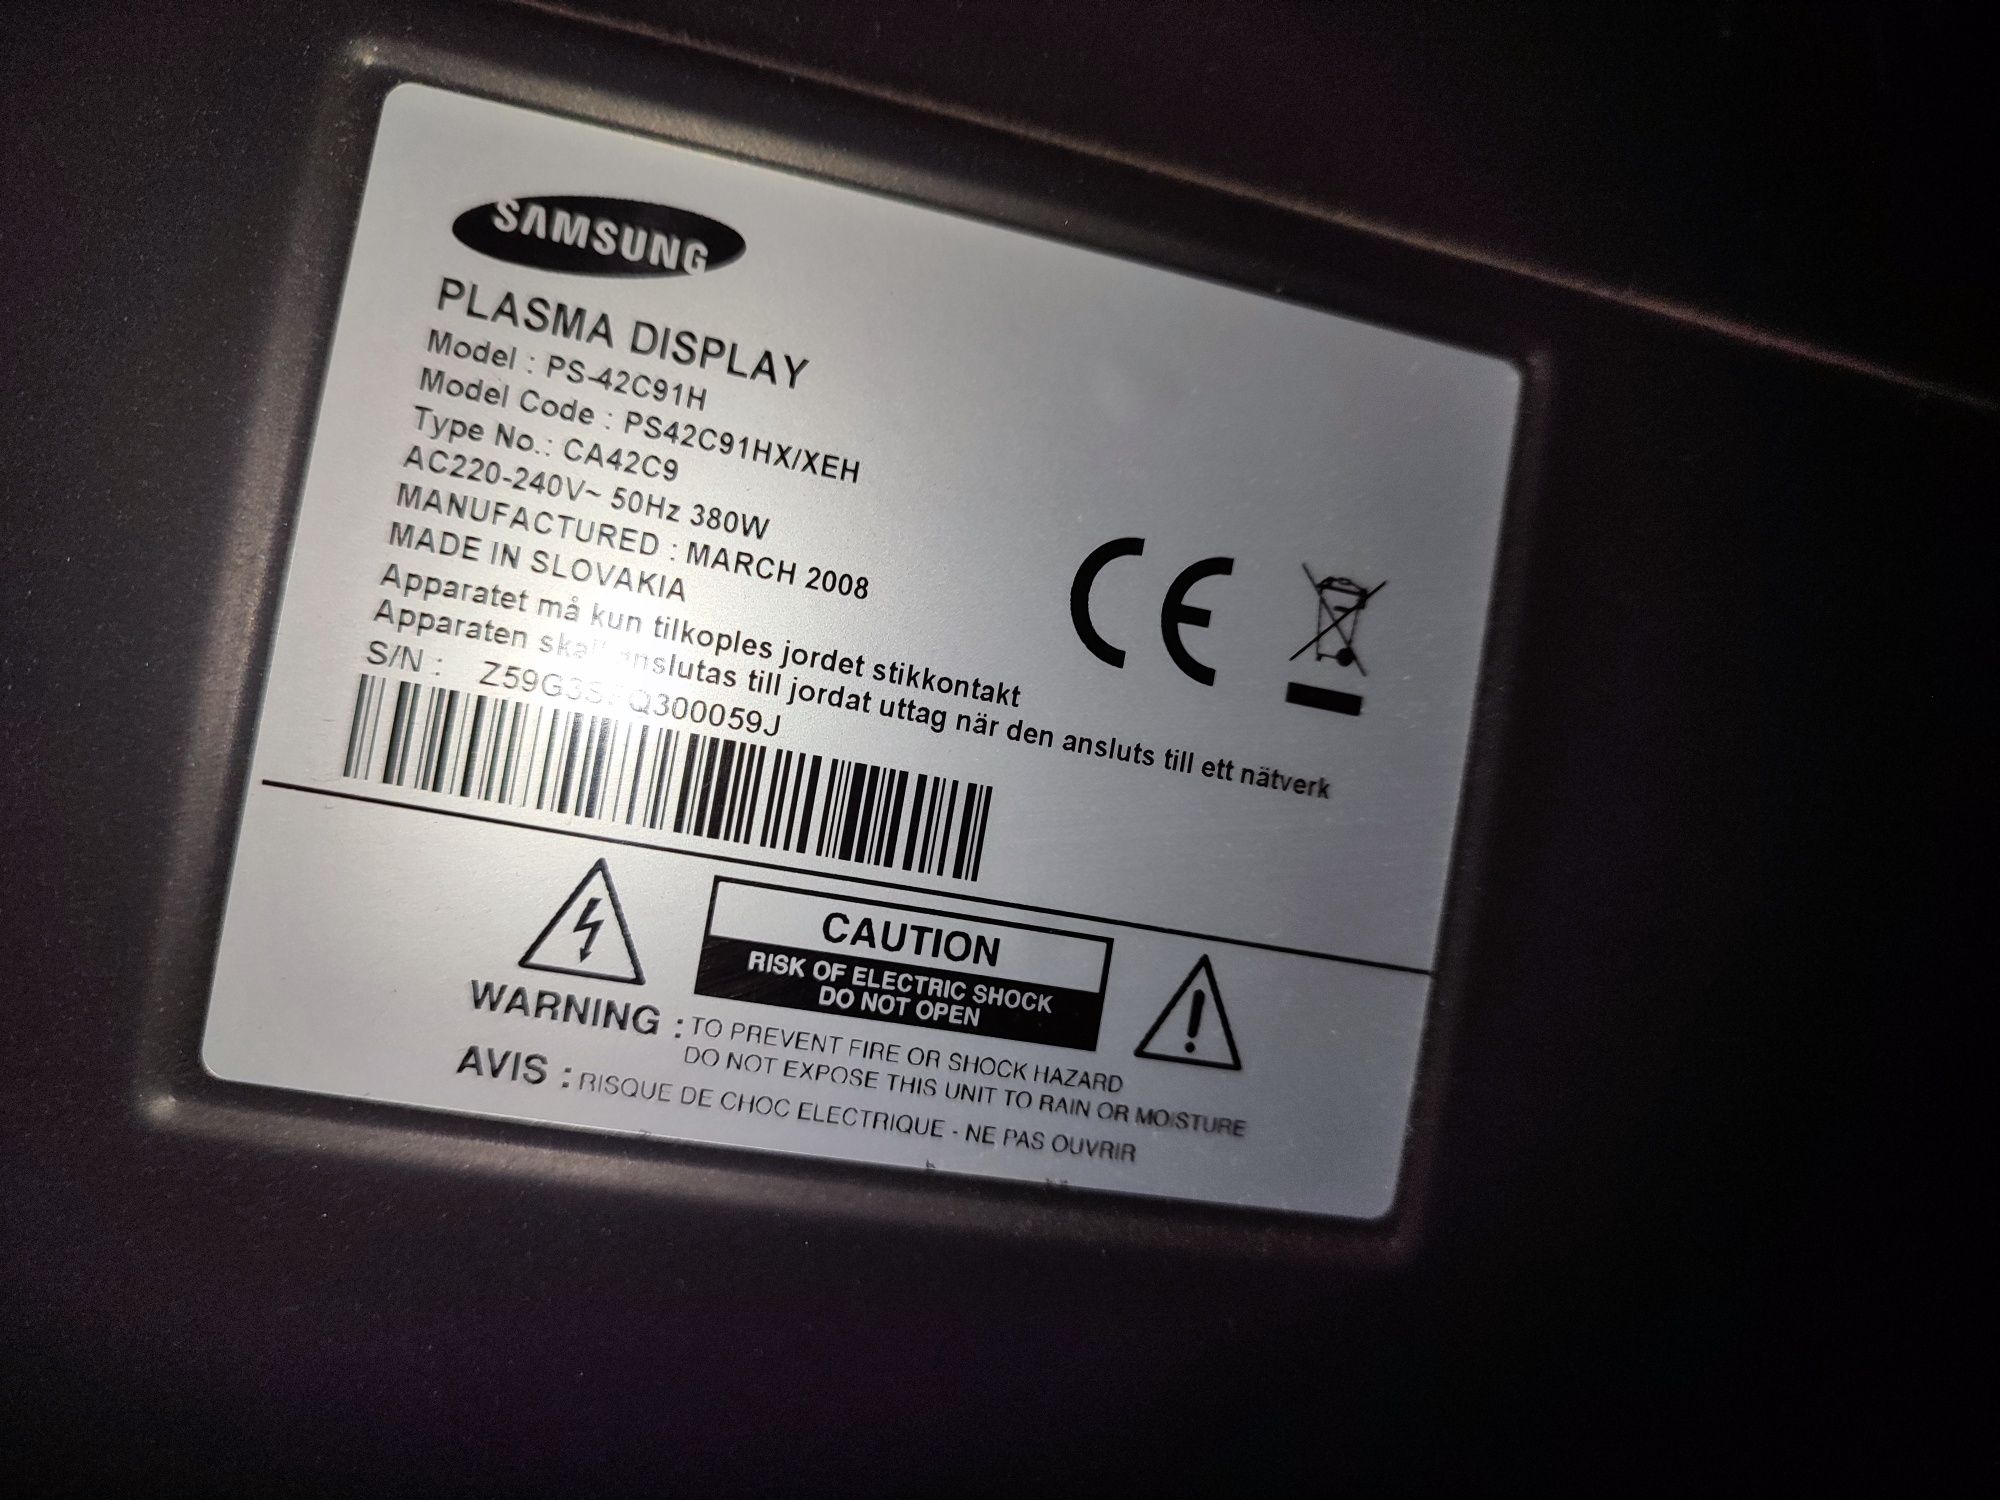 SAMSUNG
PLASMA DISPLAY
Model : PS-42C91H
Model Code : PS42C91HX/XEH
Type No.: CA42C9
AC220-240V~ 50Hz 380W
MANUFACTURED : MARCH 2008
MADE IN SLOVAKIA
Apparatet må kun tilkoples jordet stikkontakt
Apparaten anslutas till jordat uttag när den ansluts till ett nätverk
S/N :
CE
CAUTION
RISK OF ELECTRIC SHOCK
DO NOT OPEN
WARNING : TO PREVENT FIRE OR SHOCK HAZARD
DO NOT EXPOSE THIS UNIT TO RAIN OR MOISTURE
AVIS : RISQUE DE CHOC ELECTRIQUE - NE PAS OUVRIR